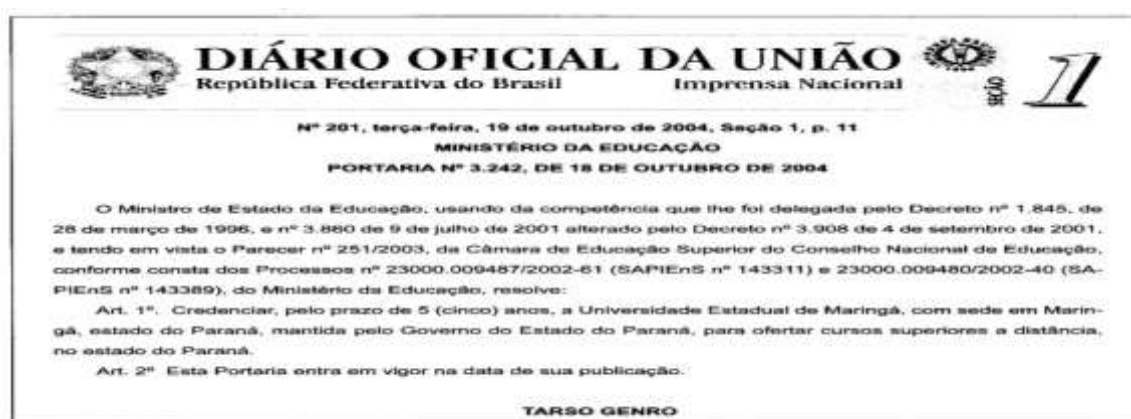 DIÁRIO OFICIAL DA UNIÃO
República Federativa do Brasil Imprensa Nacional
SEÇÃO 1
Nº 201, terça-feira, 19 de outubro de 2004, Seção 1, p. 11
MINISTÉRIO DA EDUCAÇÃO
PORTARIA Nº 3.242, DE 18 DE OUTUBRO DE 2004
O Ministro de Estado da Educação, usando da competência que lhe foi delegada pelo Decreto nº 1.845, de
28 de março de 1996, e nº 3.860 de 9 de julho de 2001 alterado pelo Decreto nº 3.908 de 4 de setembro de 2001,
e tendo em vista o Parecer nº 251/2003, da Câmara de Educação Superior do Conselho Nacional de Educação,
conforme consta dos Processos nº 23000.009487/2002-61 (SAPIEnS nº 143311) e 23000.009480/2002-40 (SA-
PIEnS nº 143389), do Ministério da Educação, resolve:
Art. 1º. Credenciar, pelo prazo de 5 (cinco) anos, a Universidade Estadual de Maringá, com sede em Marin-
gá, estado do Paraná, mantida pelo Governo do Estado do Paraná, para ofertar cursos superiores a distância,
no estado do Paraná.
Art. 2º Esta Portaria entra em vigor na data de sua publicação.
TARSO GENRO